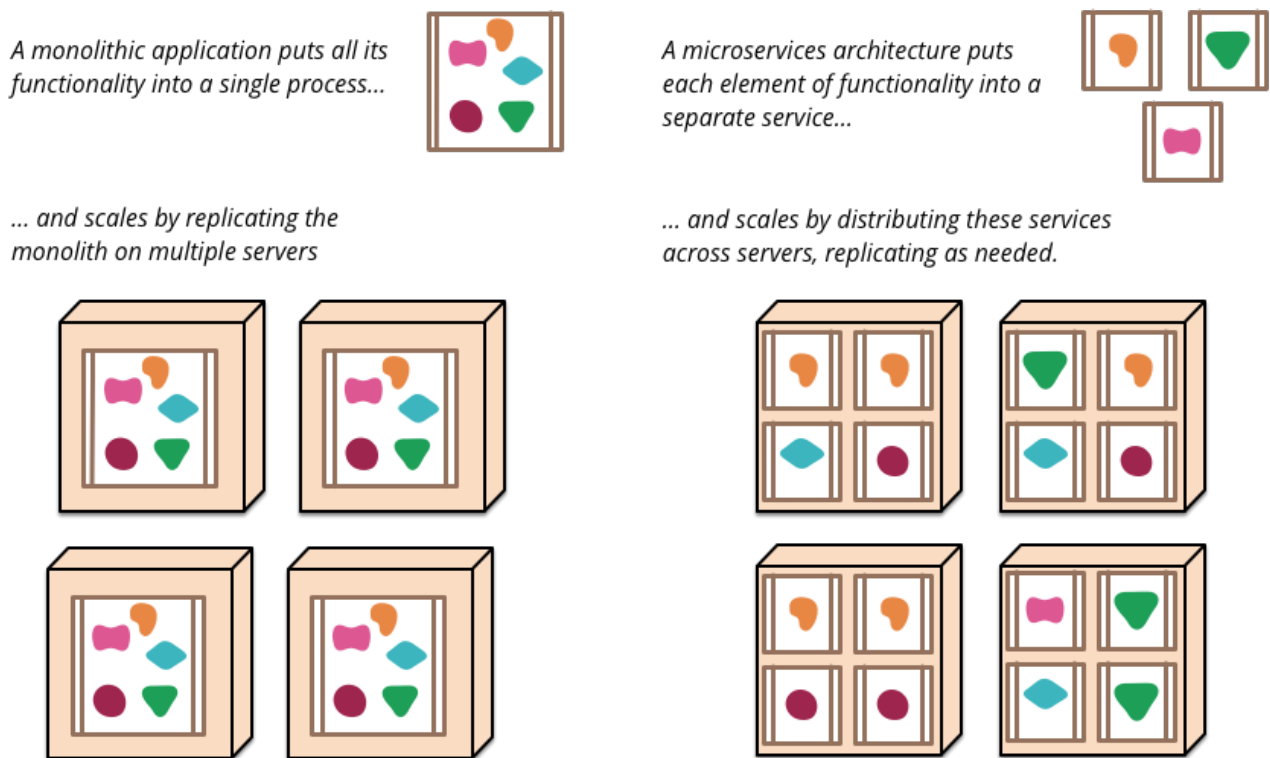 A monolithic application puts all its
functionality into a single process...
... and scales by replicating the
monolith on multiple servers
A microservices architecture puts
each element of functionality into a
separate service...
... and scales by distributing these services
across servers, replicating as needed.